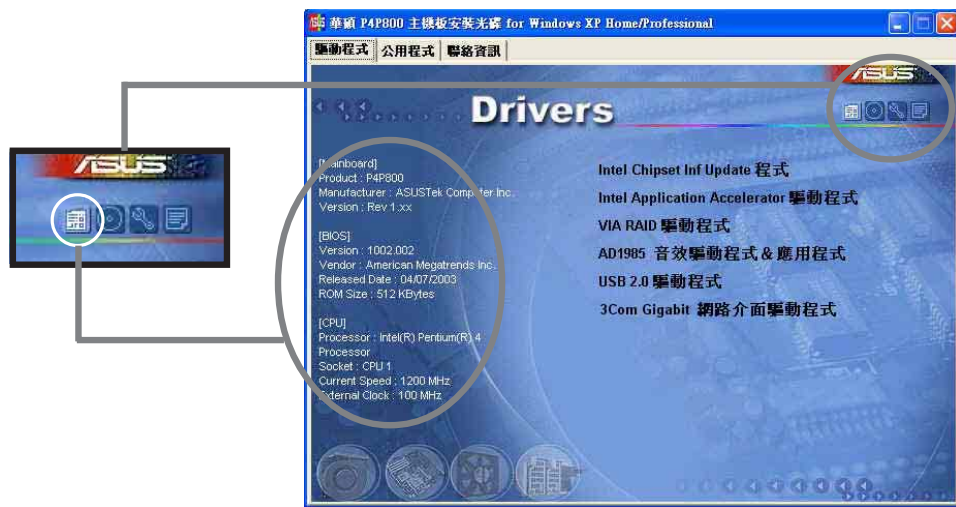 華碩 P4P800 主機板安裝光碟 for Windows XP Home/Professional
驅動程式 公用程式 聯絡資訊
/ISUS
Drivers
/ISUS
[Mainboard]
Product : P4P800
Manufacturer : ASUSTek Computer Inc.
Version : Rev 1.xx
[BIOS]
Version : 1002.002
Vendor : American Megatrends Inc.
Released Date : 04/07/2003
ROM Size : 512 KBytes
[CPU]
Processor : Intel(R) Pentium(R) 4
Processor
Socket : CPU 1
Current Speed : 1200 MHz
External Clock : 100 MHz
Intel Chipset Inf Update 程式
Intel Application Accelerator 驅動程式
VIA RAID 驅動程式
AD1985 音效驅動程式 & 應用程式
USB 2.0 驅動程式
3Com Gigabit 網路介面驅動程式